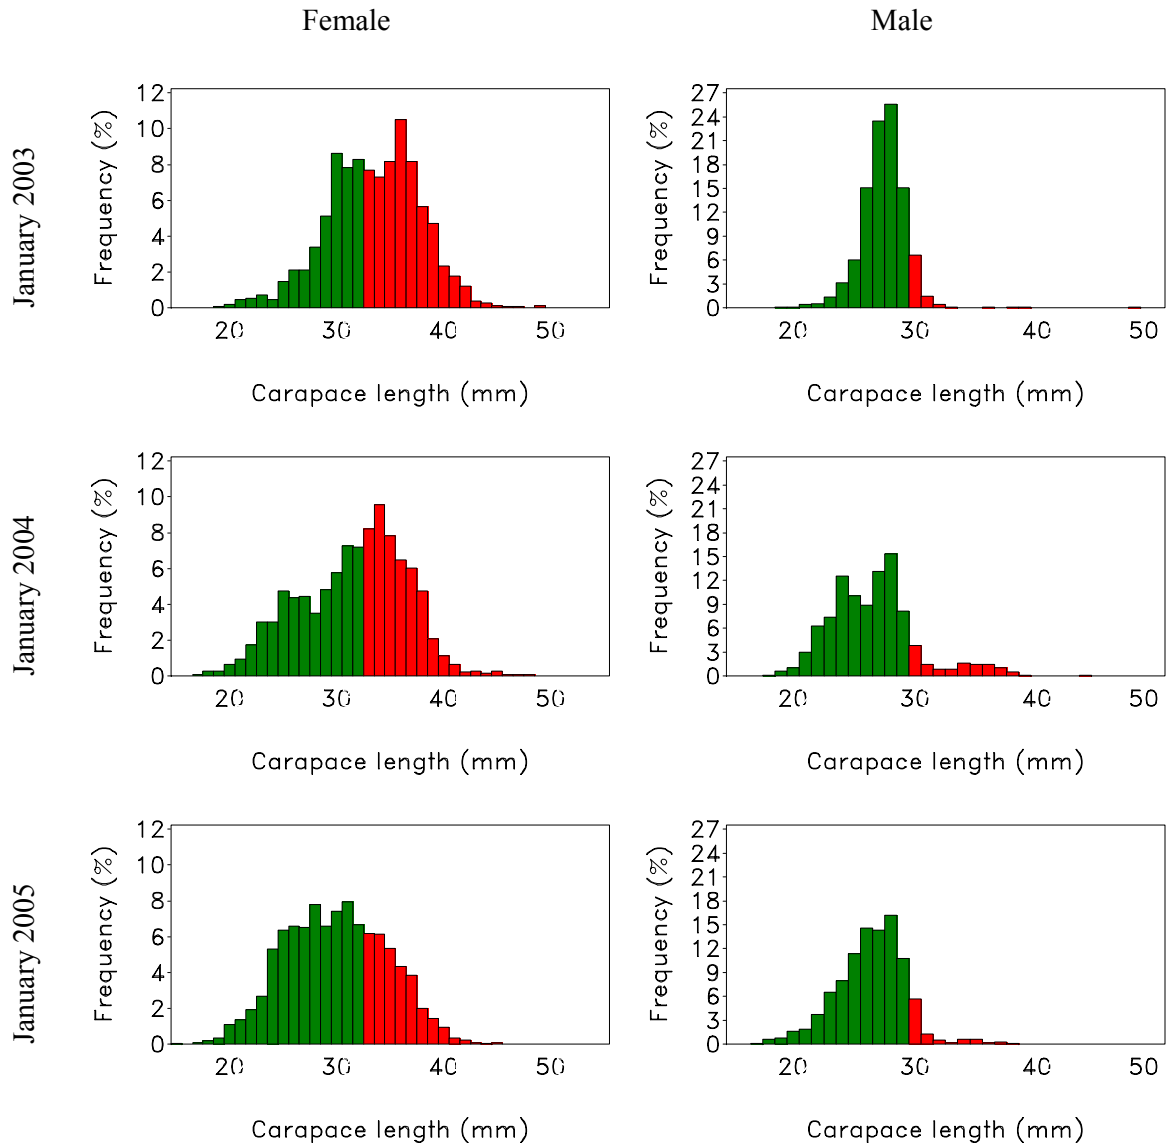 Female Male
January 2003
Frequency (%)
12
10
8
6
4
2
0
20 30 40 50
Carapace length (mm)
Frequency (%)
27
24
21
18
15
12
9
6
3
0
20 30 40 50
Carapace length (mm)
January 2004
Frequency (%)
12
10
8
6
4
2
0
20 30 40 50
Carapace length (mm)
Frequency (%)
27
24
21
18
15
12
9
6
3
0
20 30 40 50
Carapace length (mm)
January 2005
Frequency (%)
12
10
8
6
4
2
0
20 30 40 50
Carapace length (mm)
Frequency (%)
27
24
21
18
15
12
9
6
3
0
20 30 40 50
Carapace length (mm)